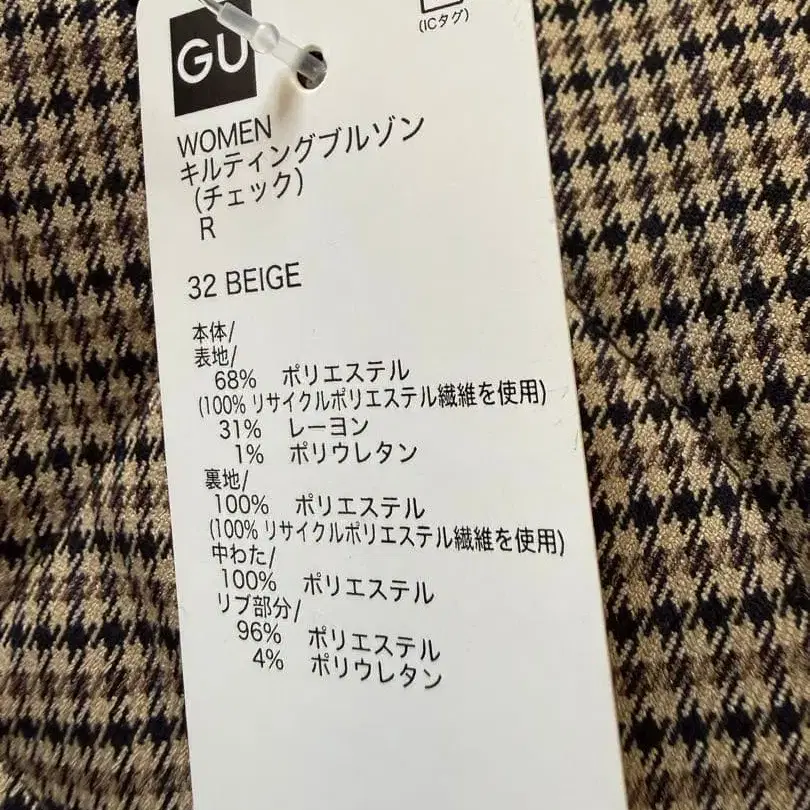 GU
(ICタグ)
WOMEN
キルティングブルゾン
(チェック)
R
32 BEIGE
本体/
表地/
68% ポリエステル
(100% リサイクルポリエステル繊維を使用)
31% レーヨン
1% ポリウレタン
裏地/
100% ポリエステル
(100% リサイクルポリエステル繊維を使用)
中わた/
100% ポリエステル
リブ部分/
96% ポリエステル
4% ポリウレタン